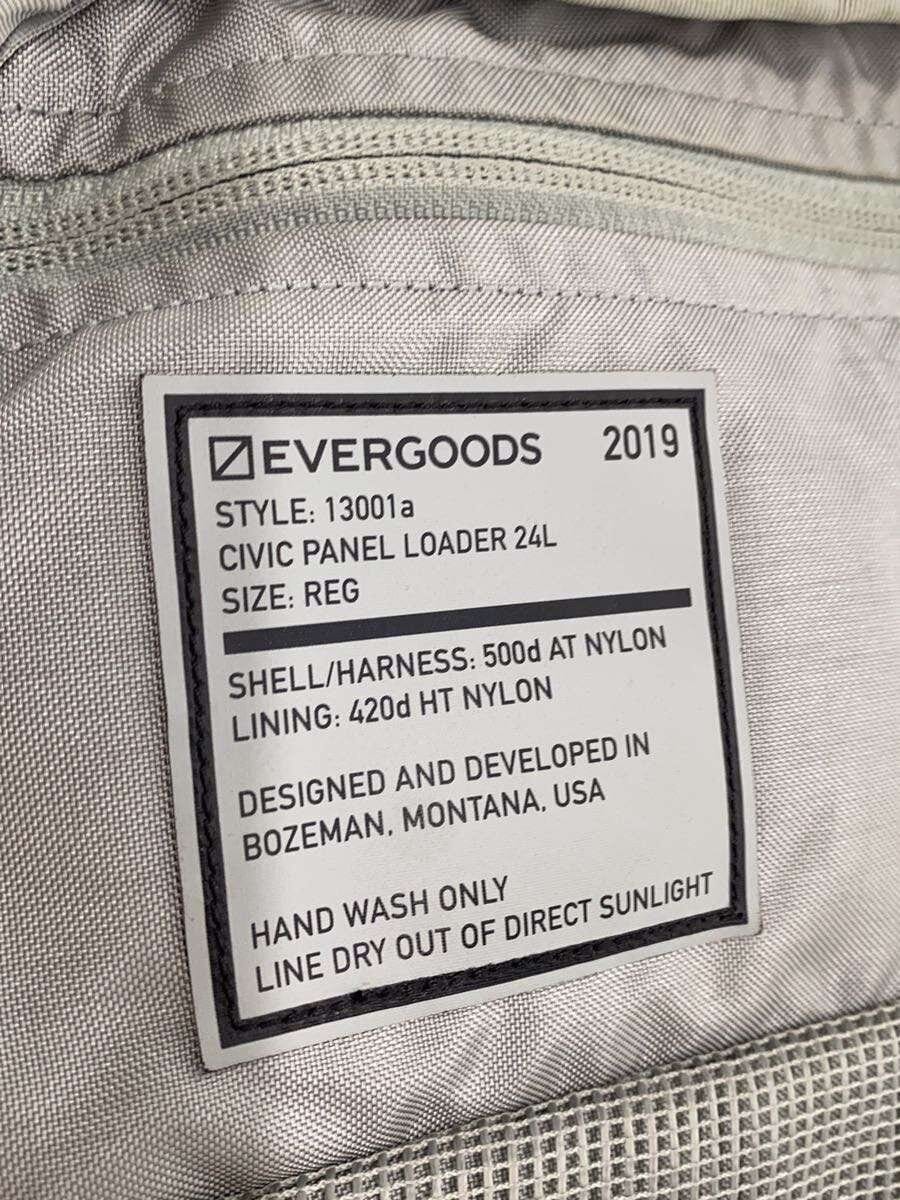 EVERGOODS 2019
STYLE: 13001a
CIVIC PANEL LOADER 24L
SIZE: REG
SHELL/HARNESS: 500d AT NYLON
LINING: 420d HT NYLON
DESIGNED AND DEVELOPED IN
BOZEMAN, MONTANA, USA
HAND WASH ONLY
LINE DRY OUT OF DIRECT SUNLIGHT